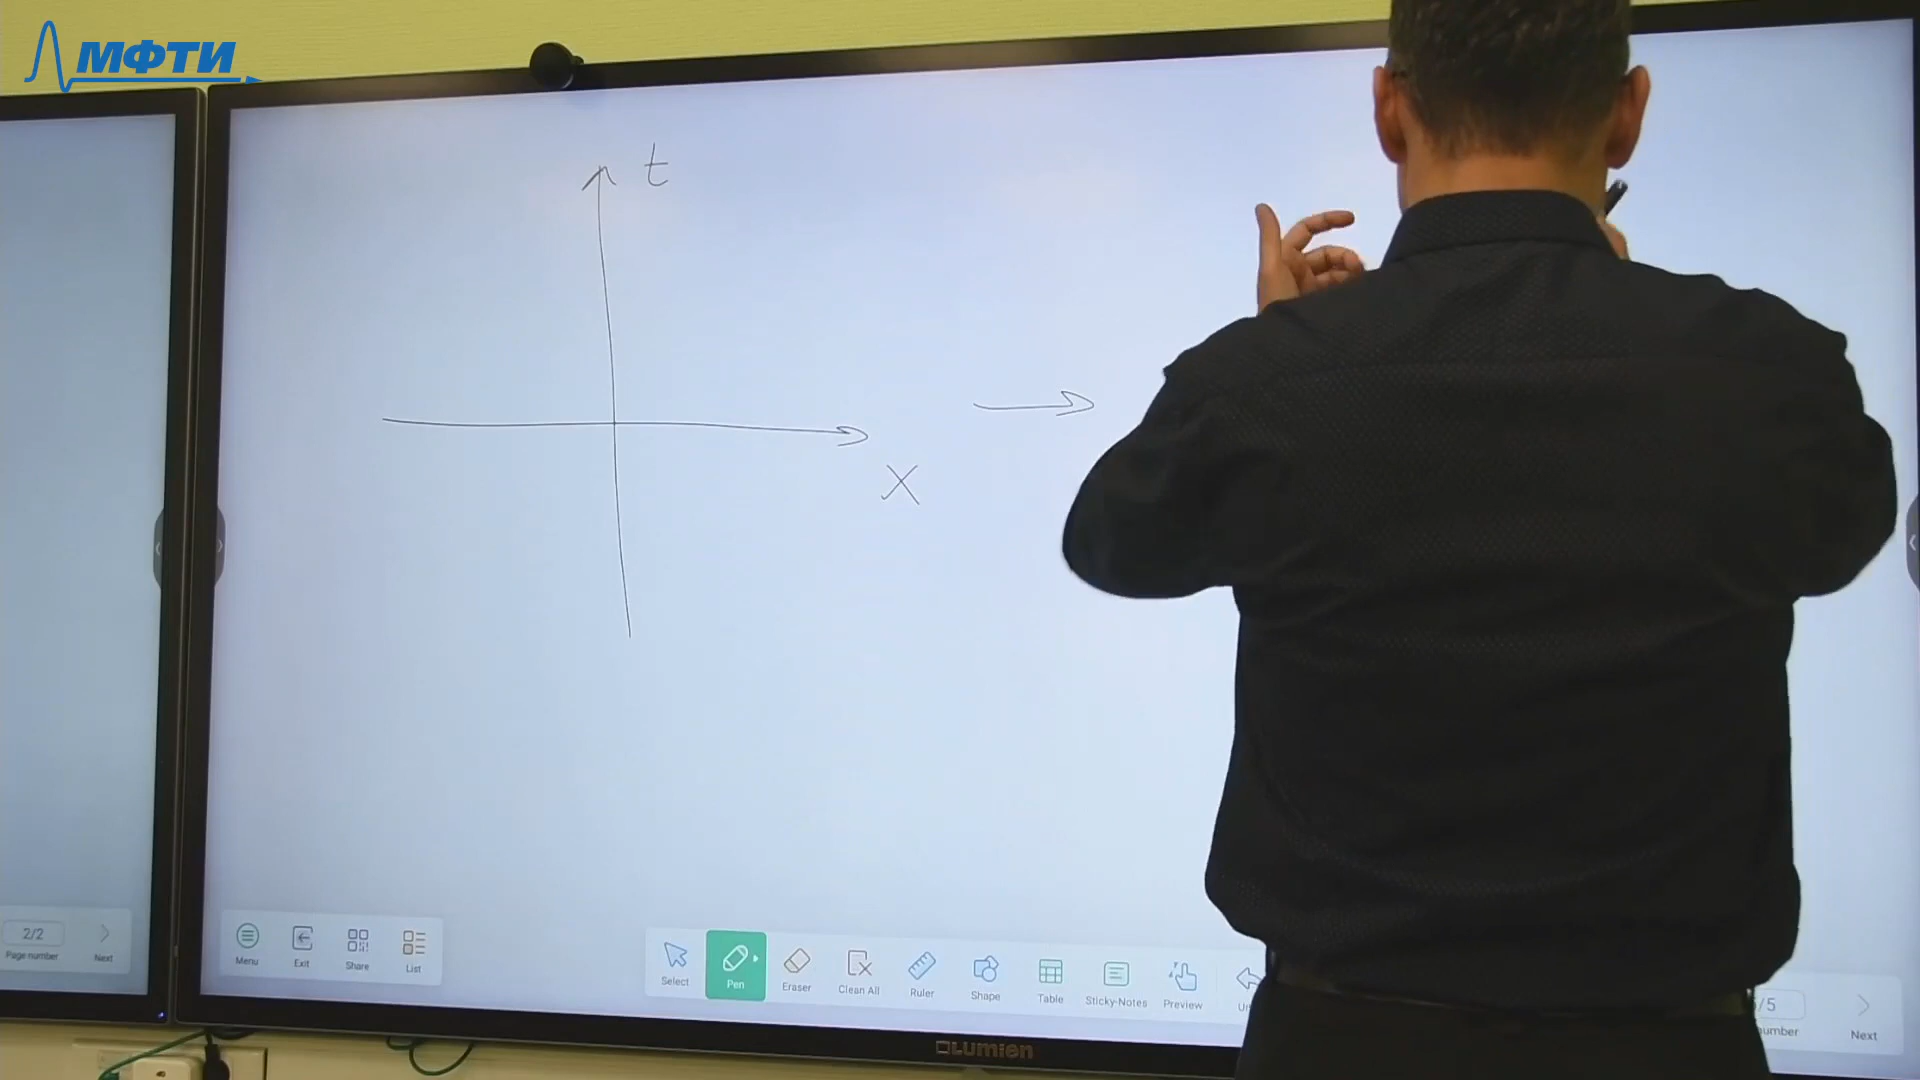 МФТИ
t
x
2/2
Page number
Next
Menu
Exit
Share
List
Select
Pen
Eraser
Clean All
Ruler
Shape
Table
Sticky-Notes
Preview
/5
Next
Lumien